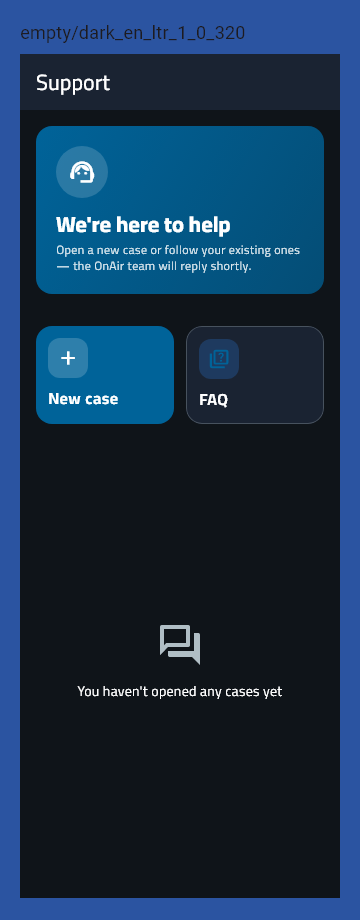 empty/dark_en_ltr_1_0_320
Support
We're here to help
Open a new case or follow your existing ones
— the OnAir team will reply shortly.
New case
FAQ
You haven't opened any cases yet